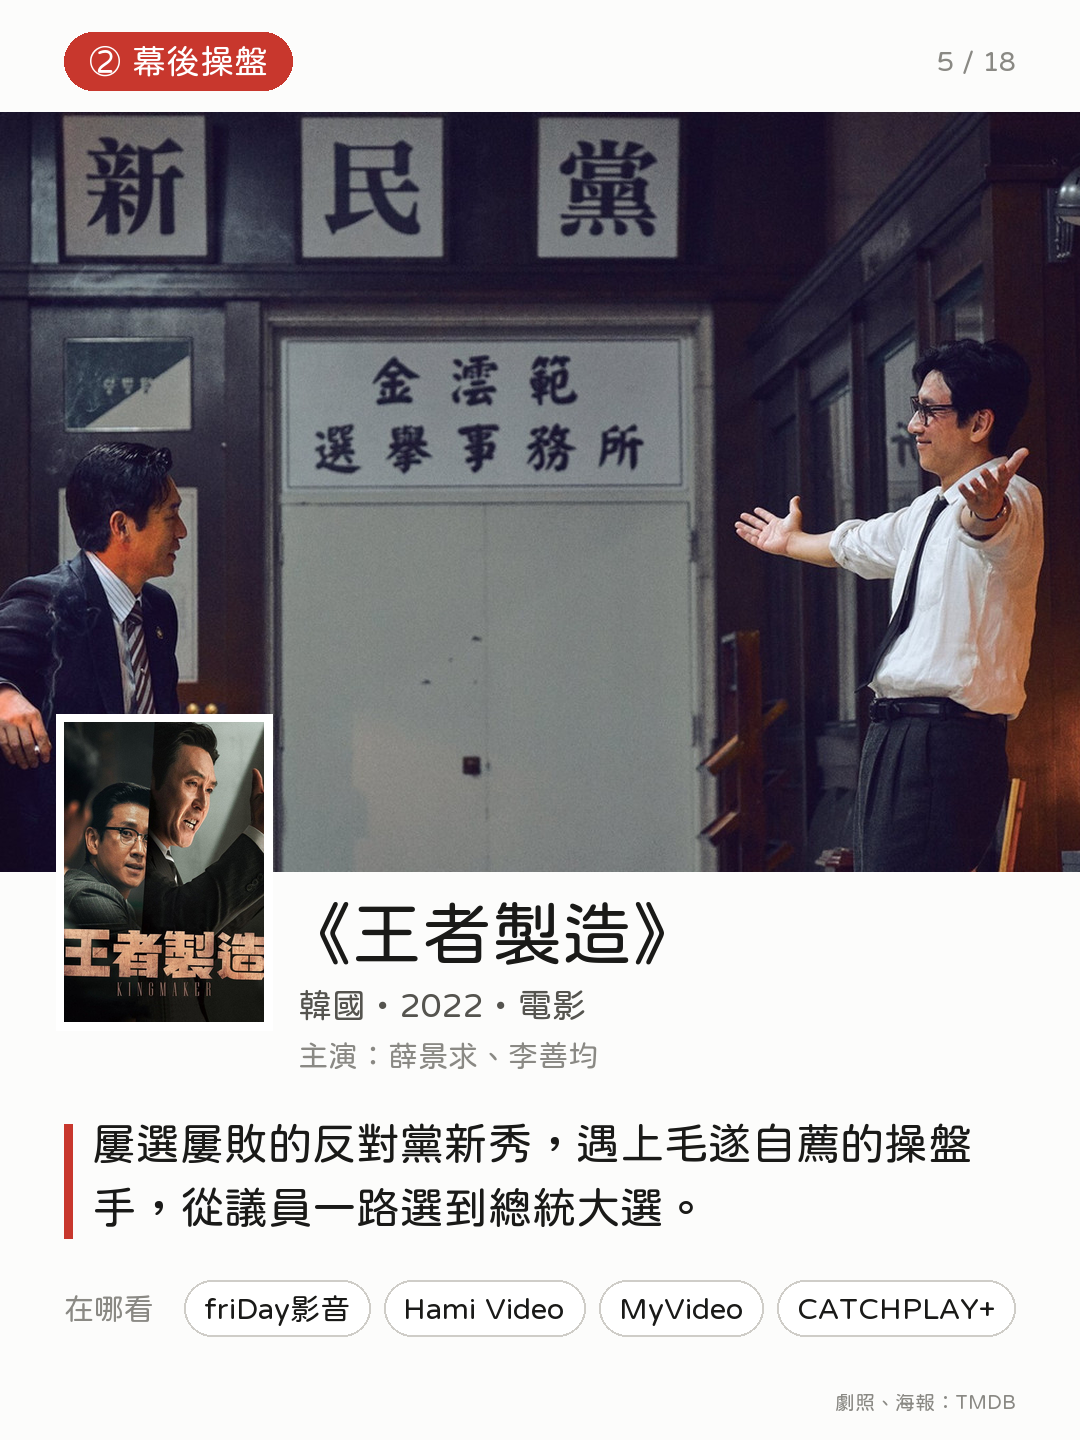 ② 幕後操盤
5 / 18
新民黨
金澐範
選舉事務所
王者製造
KINGMAKER
《王者製造》
韓國・2022・電影
主演：薛景求、李善均
屢選屢敗的反對黨新秀，遇上毛遂自薦的操盤
手，從議員一路選到總統大選。
在哪看 friDay影音 Hami Video MyVideo CATCHPLAY+
劇照、海報：TMDB